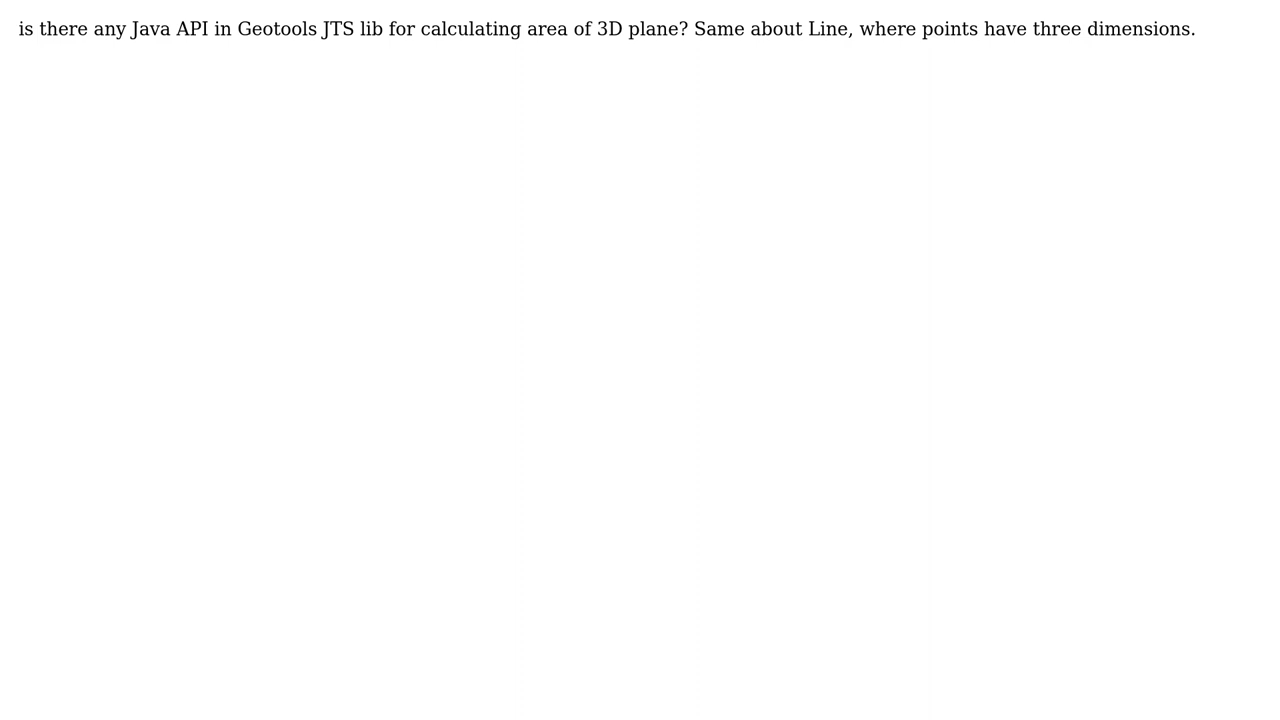 is there any Java API in Geotools JTS lib for calculating area of 3D plane? Same about Line, where points have three dimensions.